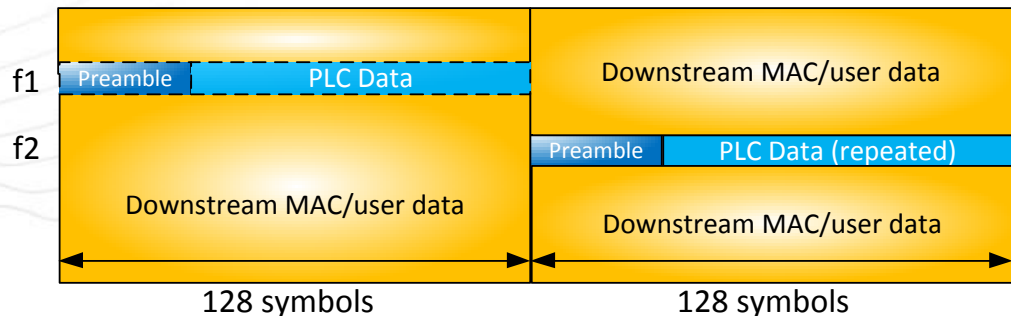 f1
Preamble
PLC Data
Downstream MAC/user data
f2
Preamble
PLC Data (repeated)
Downstream MAC/user data
Downstream MAC/user data
128 symbols
128 symbols